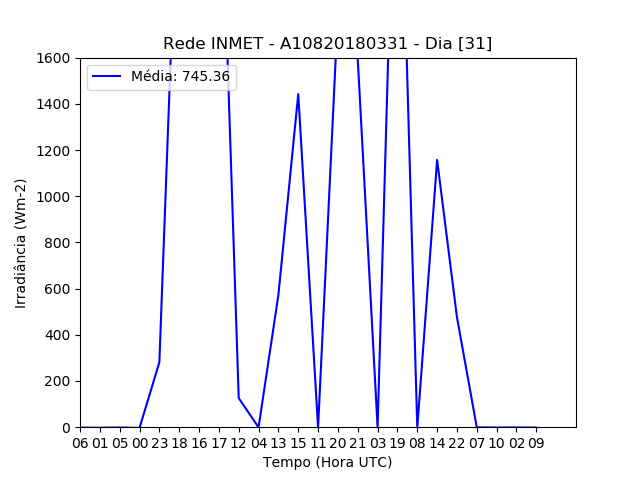 Rede INMET - A10820180331 - Dia [31]
Média: 745.36
1600
1400
1200
1000
800
600
400
200
0
Irradiância (Wm-2)
06 01 05 00 23 18 16 17 12 04 13 15 11 20 21 03 19 08 14 22 07 10 02 09
Tempo (Hora UTC)